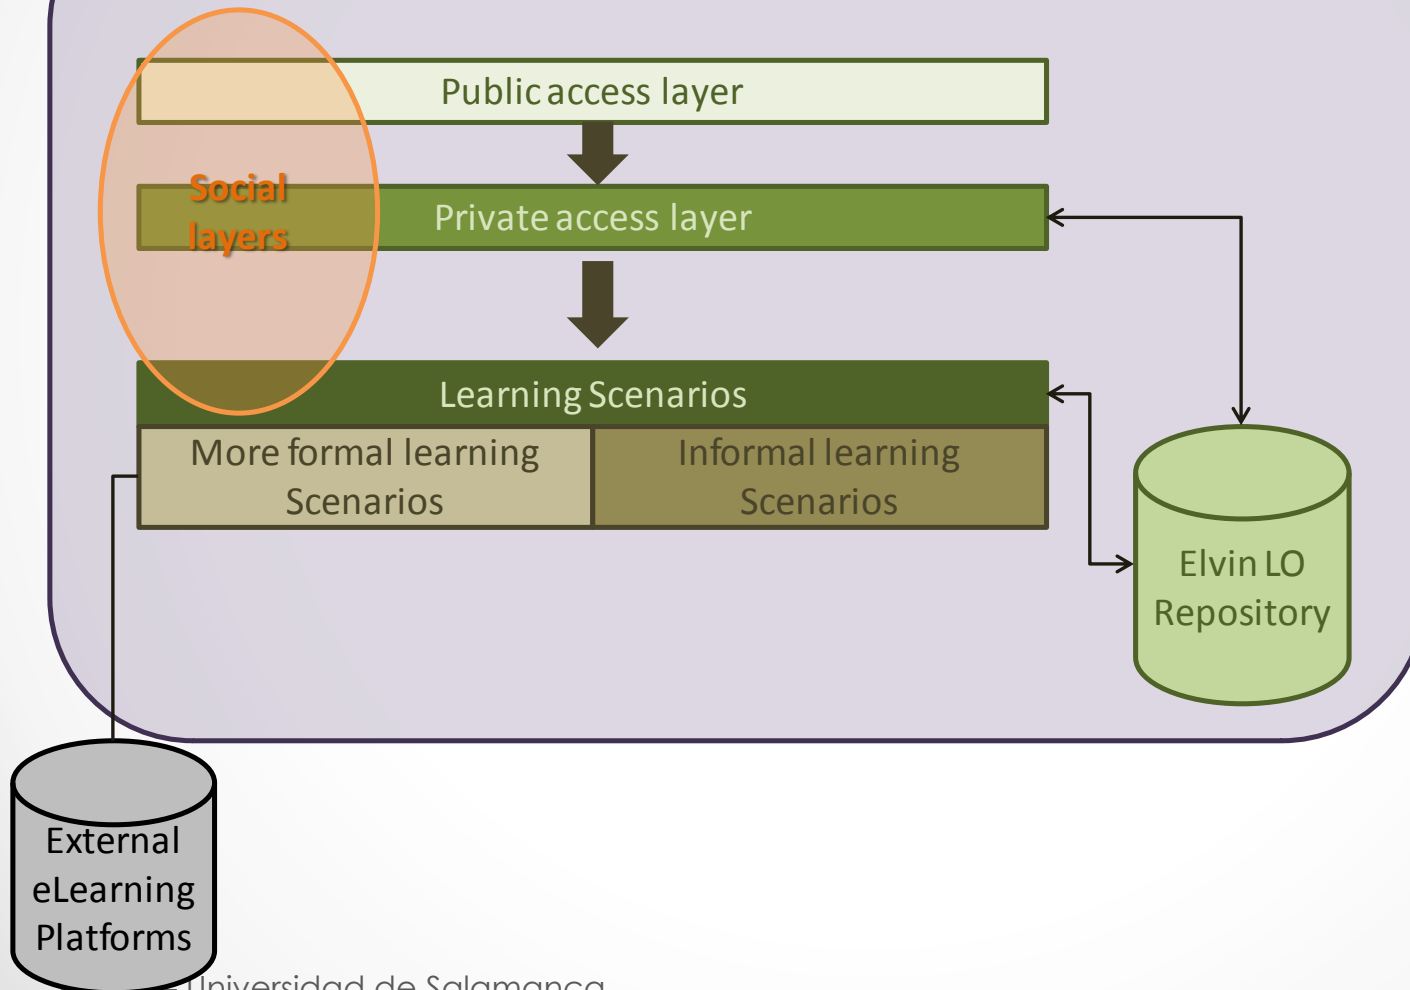 Public access layer
Social
layers
Private access layer
Learning Scenarios
More formal learning
Scenarios
Informal learning
Scenarios
Elvin LO
Repository
External
eLearning
Platforms
- Universidad de Salamanca